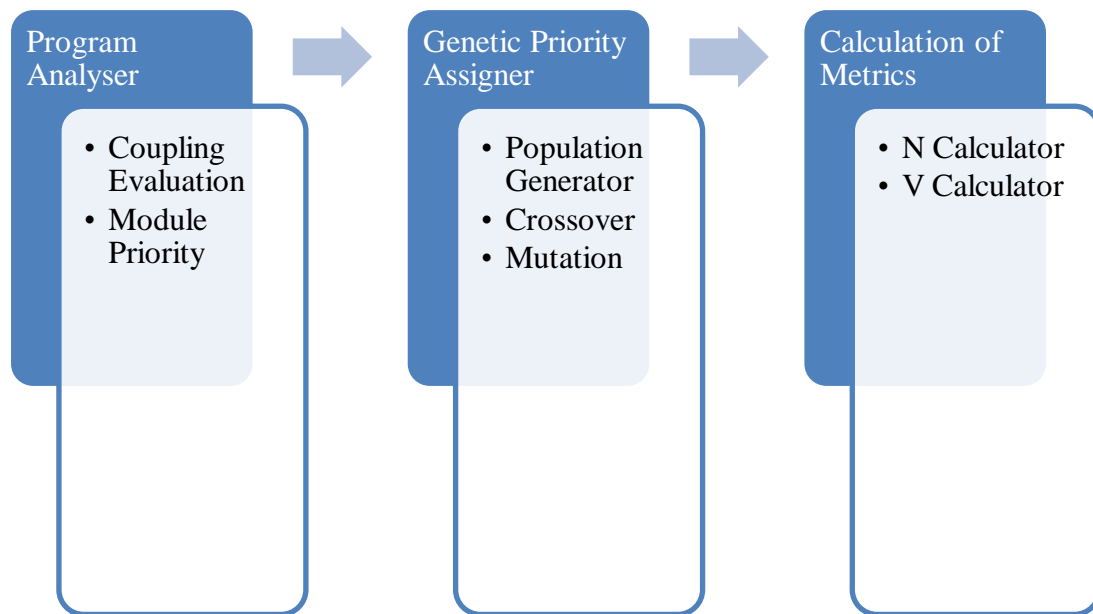 Program
Analyser
• Coupling
Evaluation
• Module
Priority
Genetic Priority
Assigner
• Population
Generator
• Crossover
• Mutation
Calculation of
Metrics
• N Calculator
• V Calculator